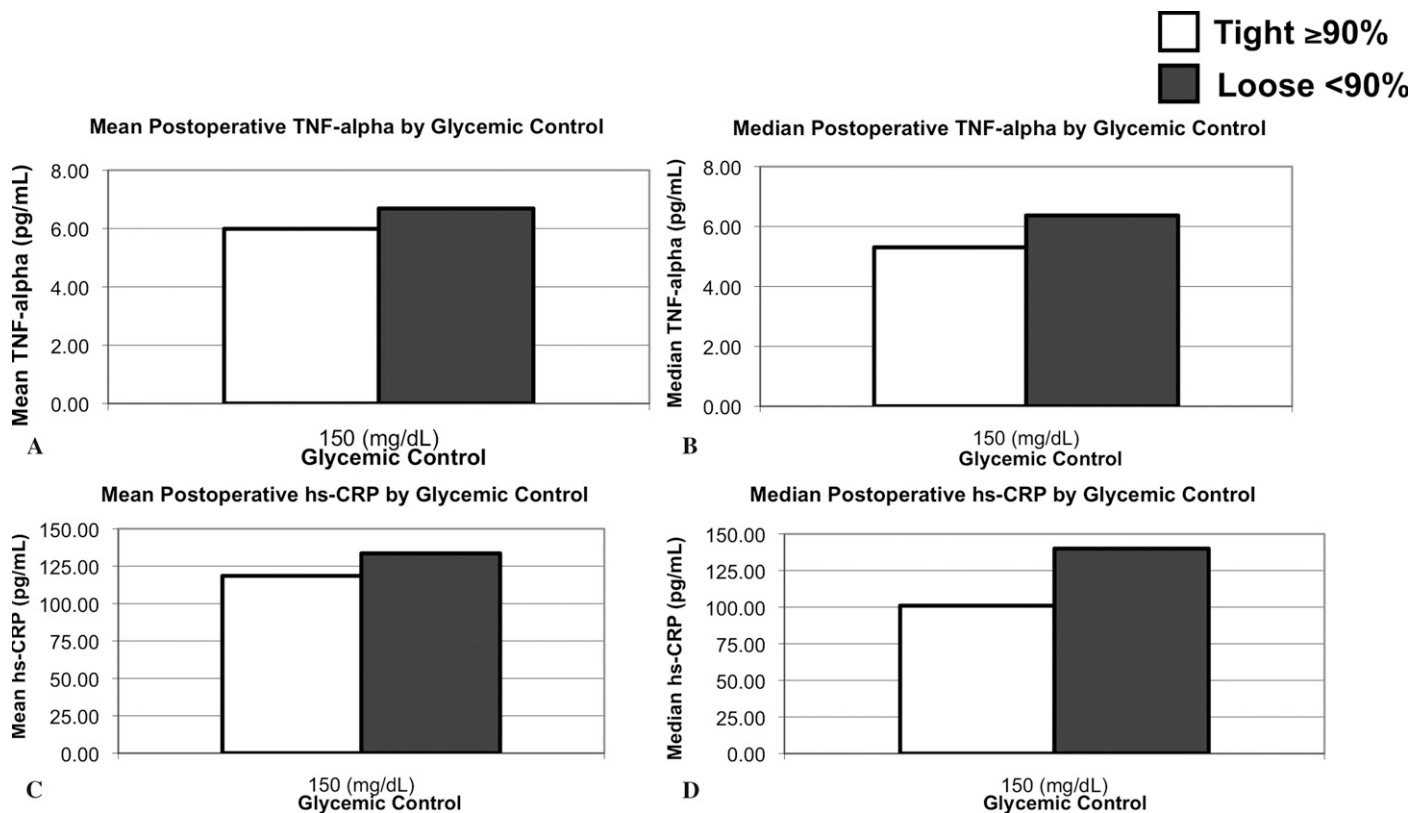 Tight ≥90%
Loose <90%
Mean Postoperative TNF-alpha by Glycemic Control
Mean TNF-alpha (pg/mL)
8.00
6.00
4.00
2.00
0.00
150 (mg/dL)
Glycemic Control
A
Median Postoperative TNF-alpha by Glycemic Control
Median TNF-alpha (pg/mL)
8.00
6.00
4.00
2.00
0.00
150 (mg/dL)
Glycemic Control
B
Mean Postoperative hs-CRP by Glycemic Control
Mean hs-CRP (pg/mL)
150.00
125.00
100.00
75.00
50.00
25.00
0.00
150 (mg/dL)
Glycemic Control
C
Median Postoperative hs-CRP by Glycemic Control
Median hs-CRP (pg/mL)
150.00
125.00
100.00
75.00
50.00
25.00
0.00
150 (mg/dL)
Glycemic Control
D